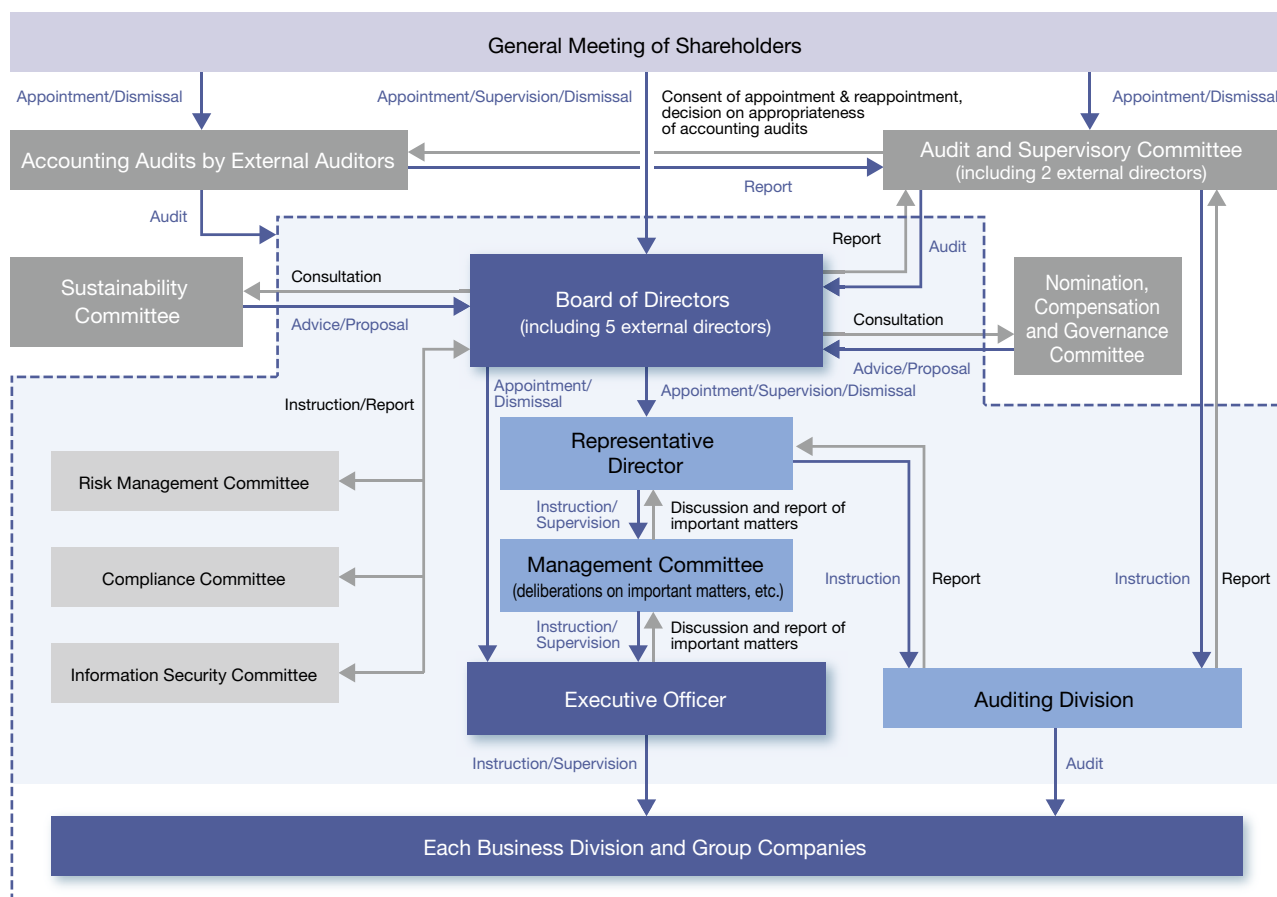 General Meeting of Shareholders
Appointment/Dismissal
Appointment/Supervision/Dismissal
Consent of appointment & reappointment,
decision on appropriateness
of accounting audits
Appointment/Dismissal
Accounting Audits by External Auditors
Audit and Supervisory Committee
(including 2 external directors)
Report
Audit
Report
Audit
Sustainability
Committee
Consultation
Advice/Proposal
Board of Directors
(including 5 external directors)
Consultation
Advice/Proposal
Nomination,
Compensation
and Governance
Committee
Instruction/Report
Appointment/
Dismissal
Appointment/Supervision/Dismissal
Representative
Director
Risk Management Committee
Instruction/
Supervision
Discussion and report of
important matters
Compliance Committee
Management Committee
(deliberations on important matters, etc.)
Instruction
Report
Instruction
Report
Instruction/
Supervision
Discussion and report of
important matters
Information Security Committee
Executive Officer
Auditing Division
Instruction/Supervision
Audit
Each Business Division and Group Companies